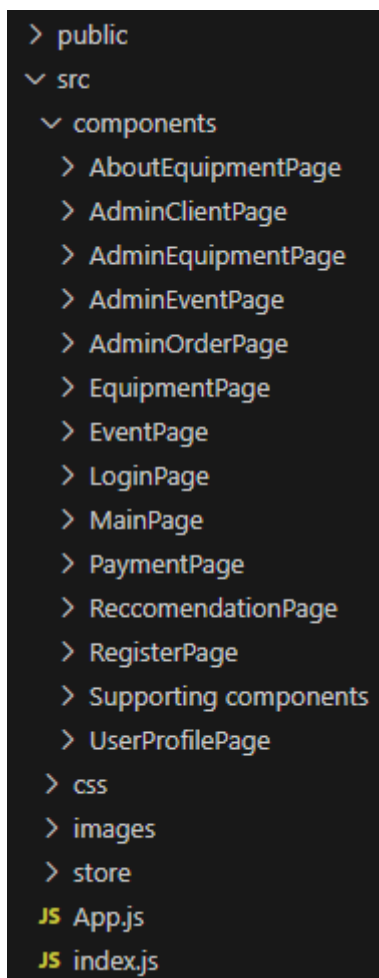 public
src
components
AboutEquipmentPage
AdminClientPage
AdminEquipmentPage
AdminEventPage
AdminOrderPage
EquipmentPage
EventPage
LoginPage
MainPage
PaymentPage
ReccomendationPage
RegisterPage
Supporting components
UserProfilePage
css
images
store
JS App.js
JS index.js